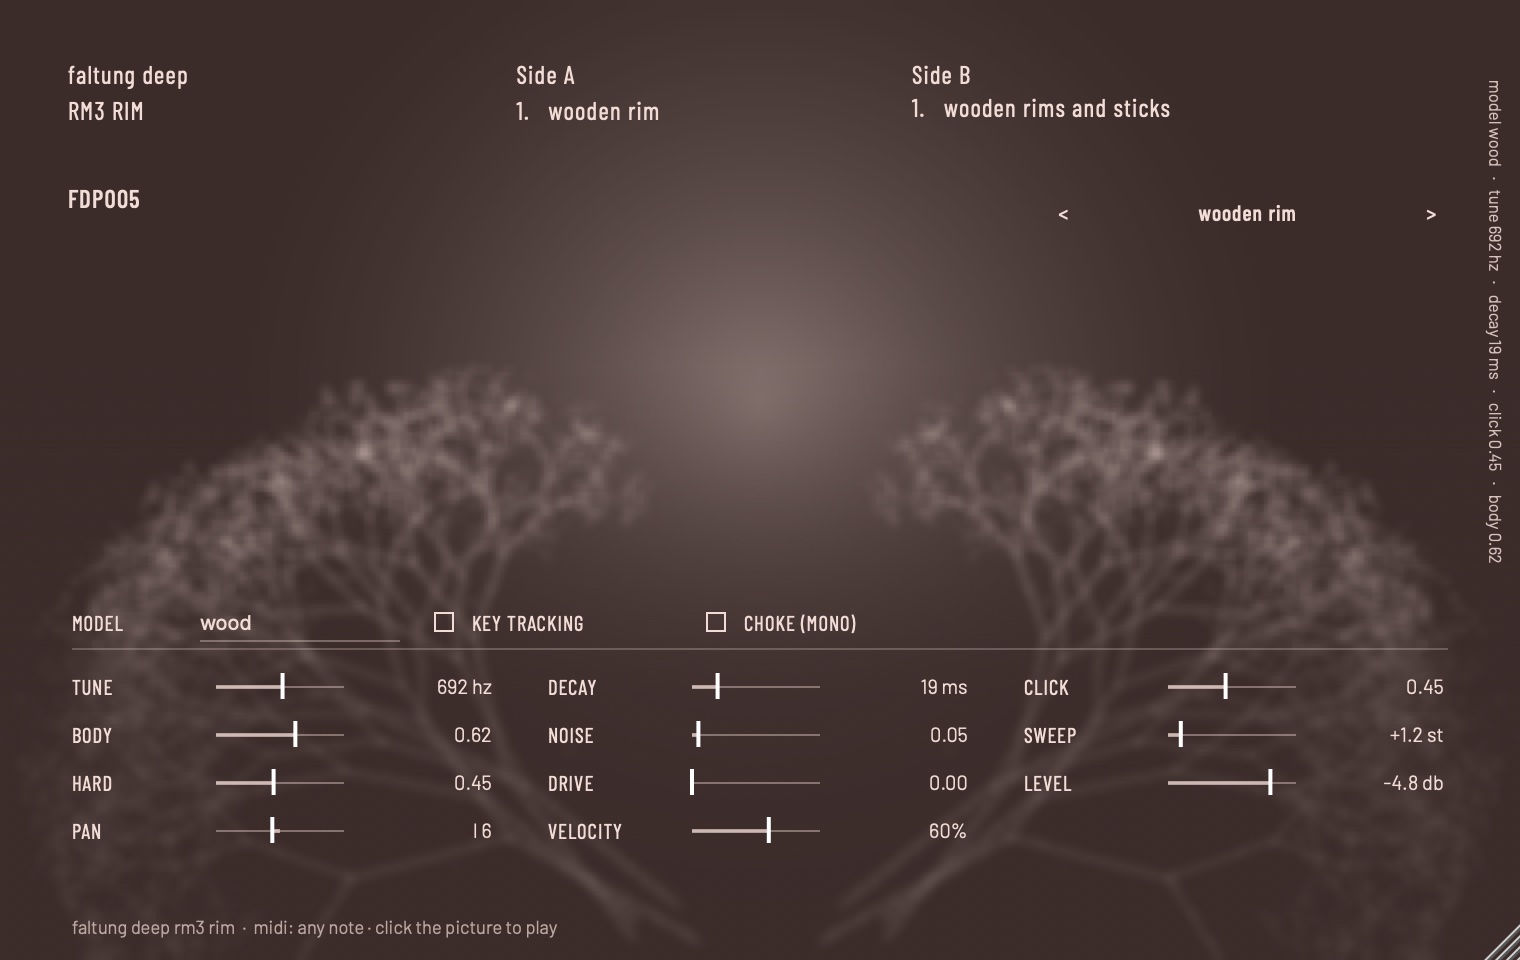 faltung deep
RM3 RIM
FDP005
Side A
1. wooden rim
Side B
1. wooden rims and sticks
< wooden rim >
model wood · tune 692 hz · decay 19 ms · click 0.45 · body 0.62
MODEL wood KEY TRACKING CHOKE (MONO)
TUNE 692 hz DECAY 19 ms CLICK 0.45
BODY 0.62 NOISE 0.05 SWEEP +1.2 st
HARD 0.45 DRIVE 0.00 LEVEL -4.8 db
PAN l 6 VELOCITY 60%
faltung deep rm3 rim · midi: any note · click the picture to play